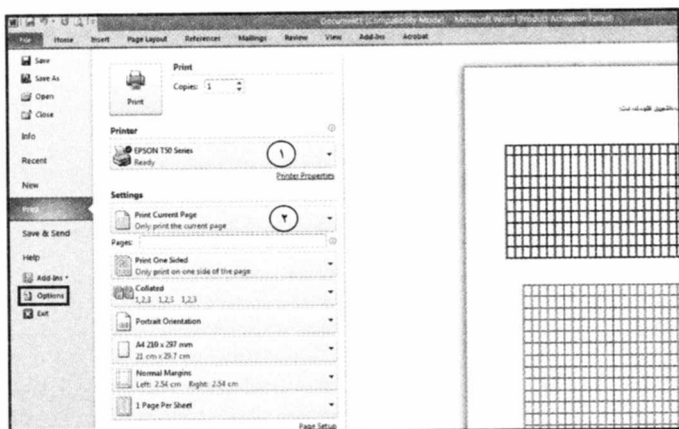 Document1 [Compatibility Mode] - Microsoft Word (Product Activation Failed)
File Home Insert Page Layout References Mailings Review View Add-Ins Acrobat
Save
Save As
Open
Close
Info
Recent
New
Print
Save & Send
Help
Add-Ins
Options
Exit
Print
Print
Copies: 1
Printer
EPSON T50 Series
Ready
١
Printer Properties
Settings
Print Current Page
Only print the current page
٢
Pages:
Print One Sided
Only print on one side of the page
Collated
1,2,3 1,2,3 1,2,3
Portrait Orientation
A4 210 x 297 mm
21 cm x 29.7 cm
Normal Margins
Left: 2.54 cm Right: 2.54 cm
1 Page Per Sheet
Page Setup